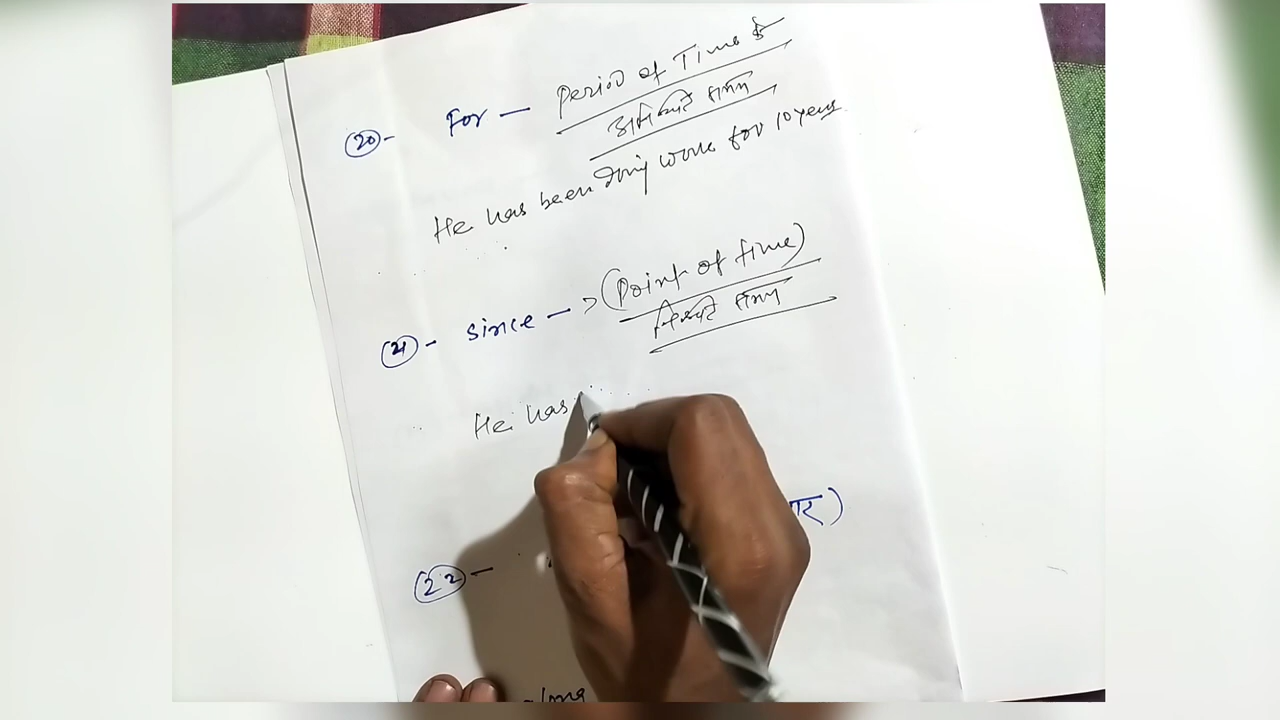 (20)- For — Period of Time के
अनिश्चित समय
He has been doing work for 10 years
(21)- since —> (Point of time)
निश्चित समय
He has
(22)-
along